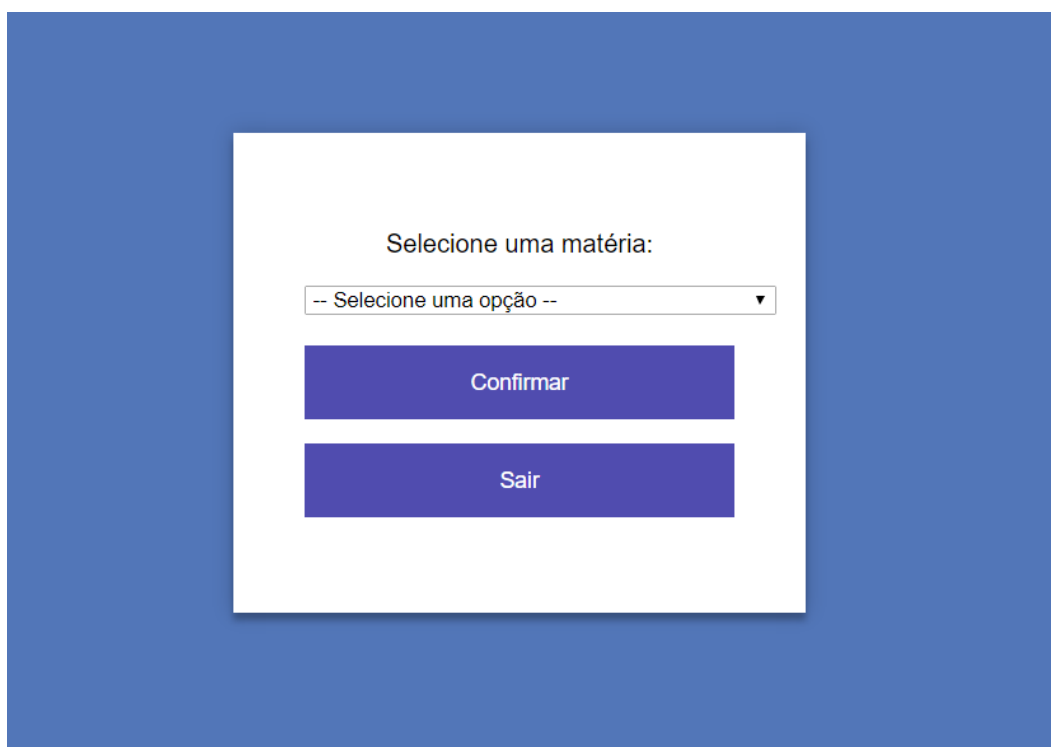 Selecione uma matéria:
-- Selecione uma opção --
Confirmar
Sair